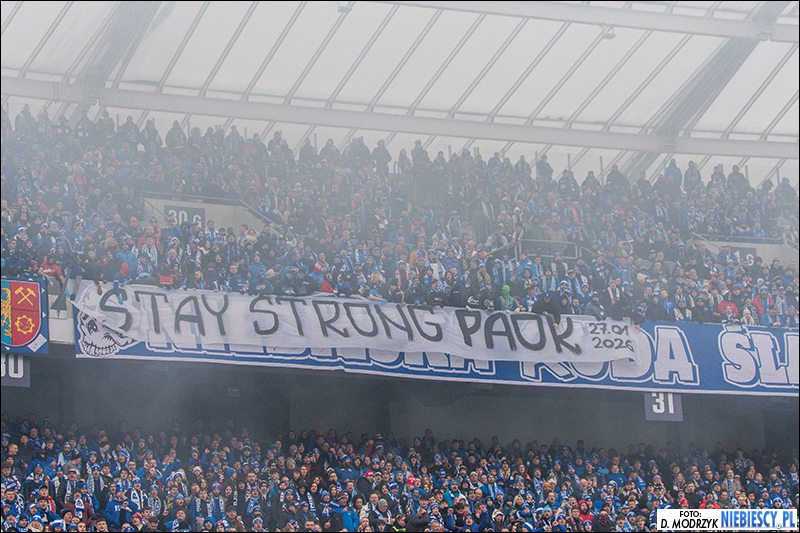 30 G
STAY STRONG PAOK 27.01
2026
30
31
FOTO:
D. MODRZYK NIEBIESCY.PL